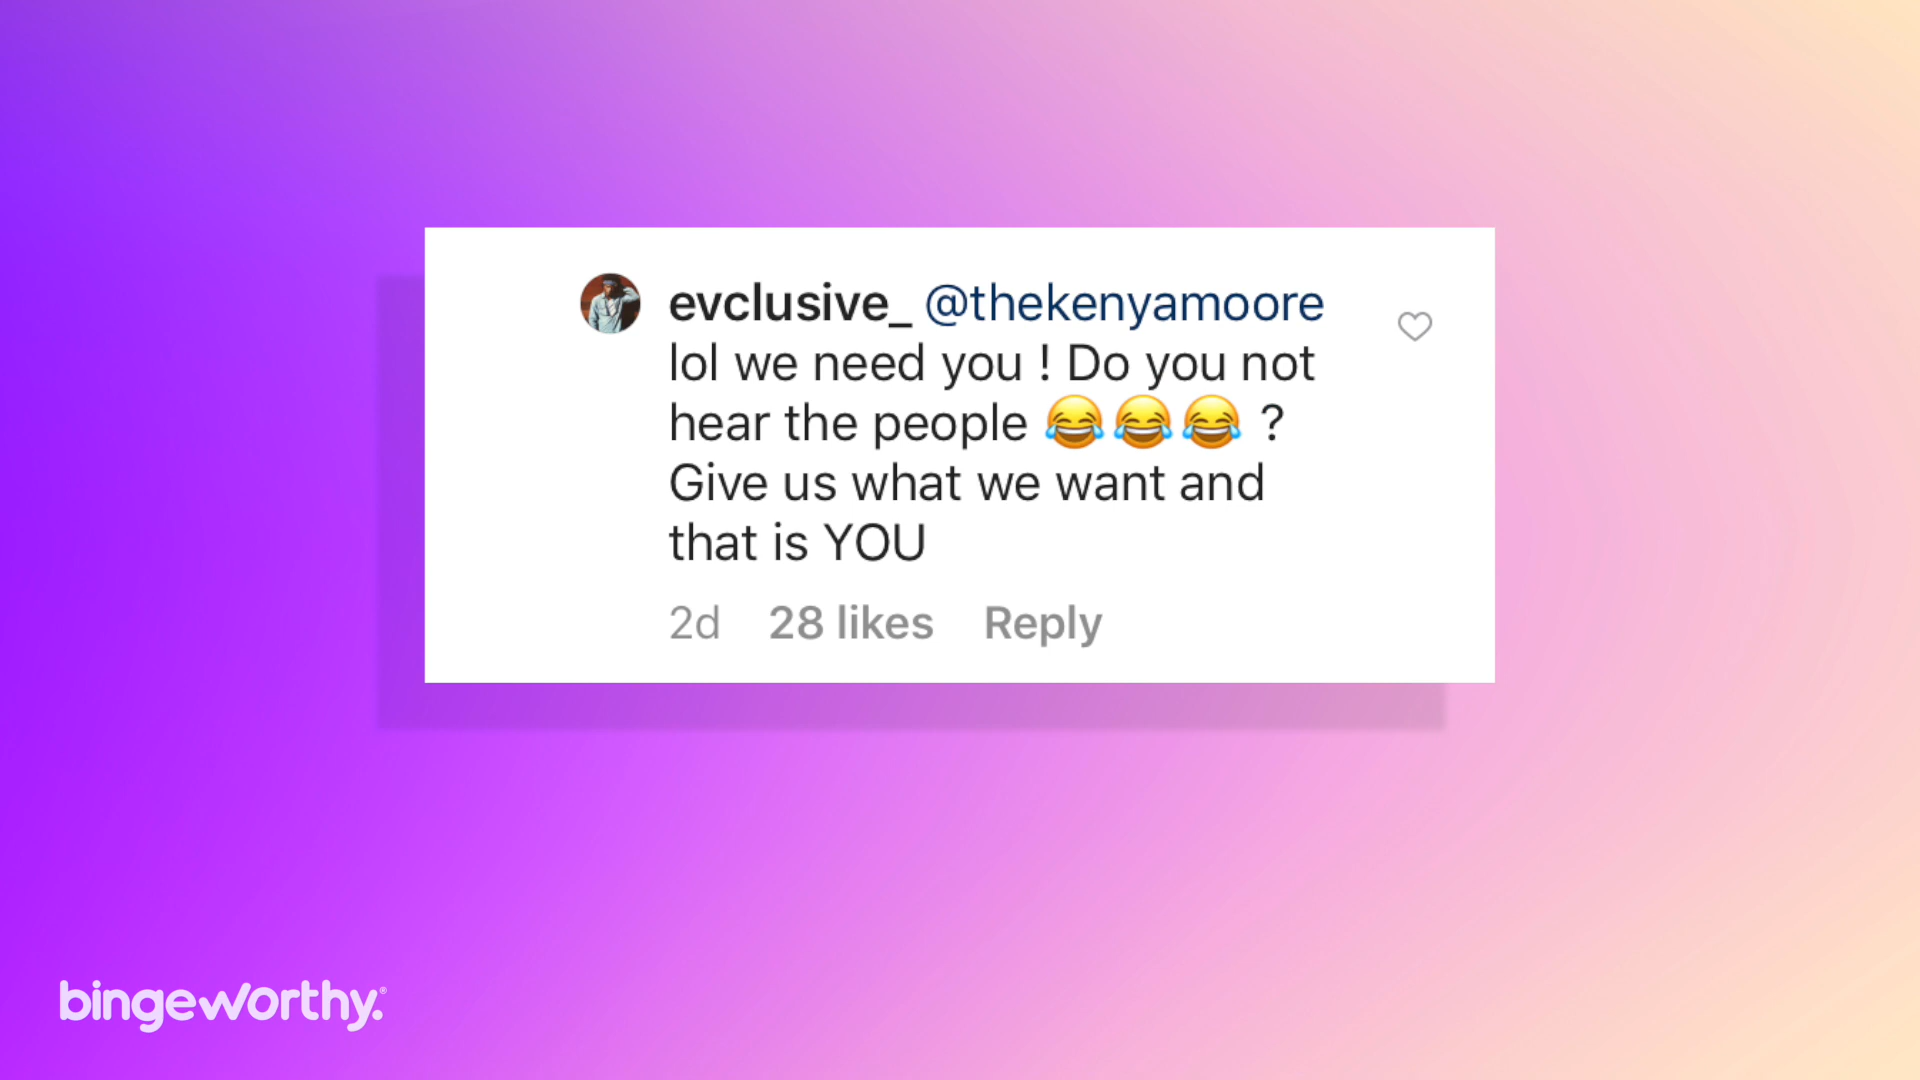 evclusive_ @thekenyamoore
lol we need you ! Do you not
hear the people 😂😂😂 ?
Give us what we want and
that is YOU
2d 28 likes Reply
bingeworthy.®